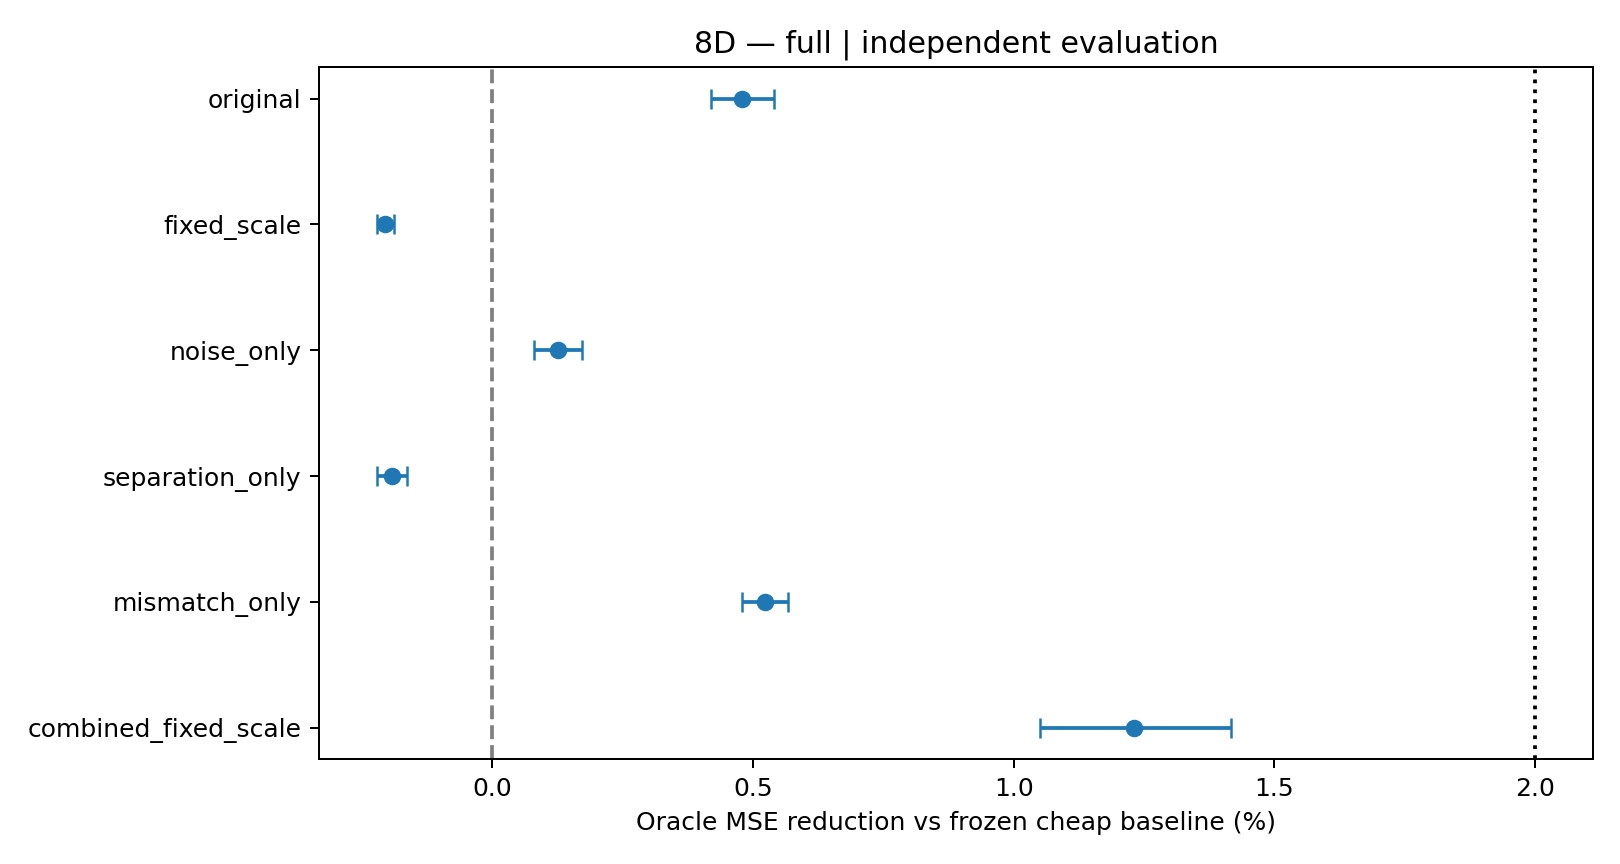 8D — full | independent evaluation
original
fixed_scale
noise_only
separation_only
mismatch_only
combined_fixed_scale
0.0 0.5 1.0 1.5 2.0
Oracle MSE reduction vs frozen cheap baseline (%)